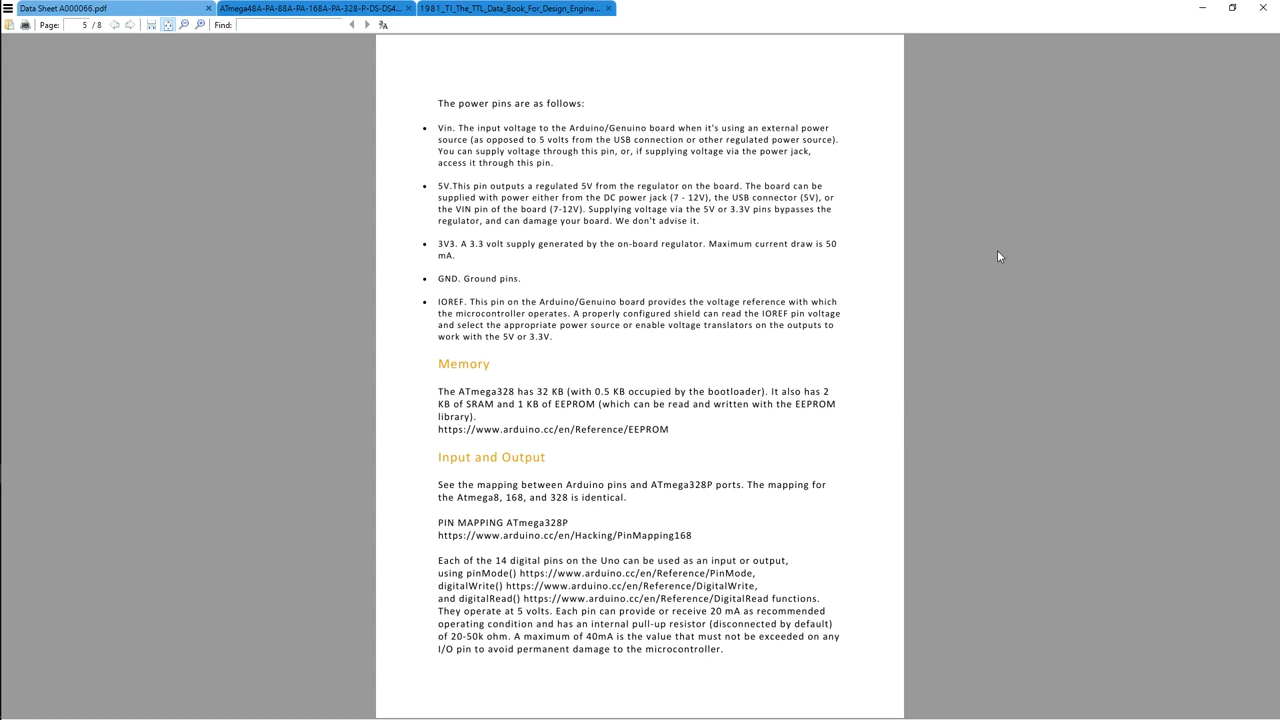 Data Sheet A000066.pdf
ATmega48A-PA-88A-PA-168A-PA-328-P-DS-DS4...
1981_TI_The_TTL_Data_Book_For_Design_Engine...
Page: 5 / 8 Find:
The power pins are as follows:
• Vin. The input voltage to the Arduino/Genuino board when it's using an external power
source (as opposed to 5 volts from the USB connection or other regulated power source).
You can supply voltage through this pin, or, if supplying voltage via the power jack,
access it through this pin.
• 5V.This pin outputs a regulated 5V from the regulator on the board. The board can be
supplied with power either from the DC power jack (7 - 12V), the USB connector (5V), or
the VIN pin of the board (7-12V). Supplying voltage via the 5V or 3.3V pins bypasses the
regulator, and can damage your board. We don't advise it.
• 3V3. A 3.3 volt supply generated by the on-board regulator. Maximum current draw is 50
mA.
• GND. Ground pins.
• IOREF. This pin on the Arduino/Genuino board provides the voltage reference with which
the microcontroller operates. A properly configured shield can read the IOREF pin voltage
and select the appropriate power source or enable voltage translators on the outputs to
work with the 5V or 3.3V.
Memory
The ATmega328 has 32 KB (with 0.5 KB occupied by the bootloader). It also has 2
KB of SRAM and 1 KB of EEPROM (which can be read and written with the EEPROM
library).
https://www.arduino.cc/en/Reference/EEPROM
Input and Output
See the mapping between Arduino pins and ATmega328P ports. The mapping for
the Atmega8, 168, and 328 is identical.
PIN MAPPING ATmega328P
https://www.arduino.cc/en/Hacking/PinMapping168
Each of the 14 digital pins on the Uno can be used as an input or output,
using pinMode() https://www.arduino.cc/en/Reference/PinMode,
digitalWrite() https://www.arduino.cc/en/Reference/DigitalWrite,
and digitalRead() https://www.arduino.cc/en/Reference/DigitalRead functions.
They operate at 5 volts. Each pin can provide or receive 20 mA as recommended
operating condition and has an internal pull-up resistor (disconnected by default)
of 20-50k ohm. A maximum of 40mA is the value that must not be exceeded on any
I/O pin to avoid permanent damage to the microcontroller.